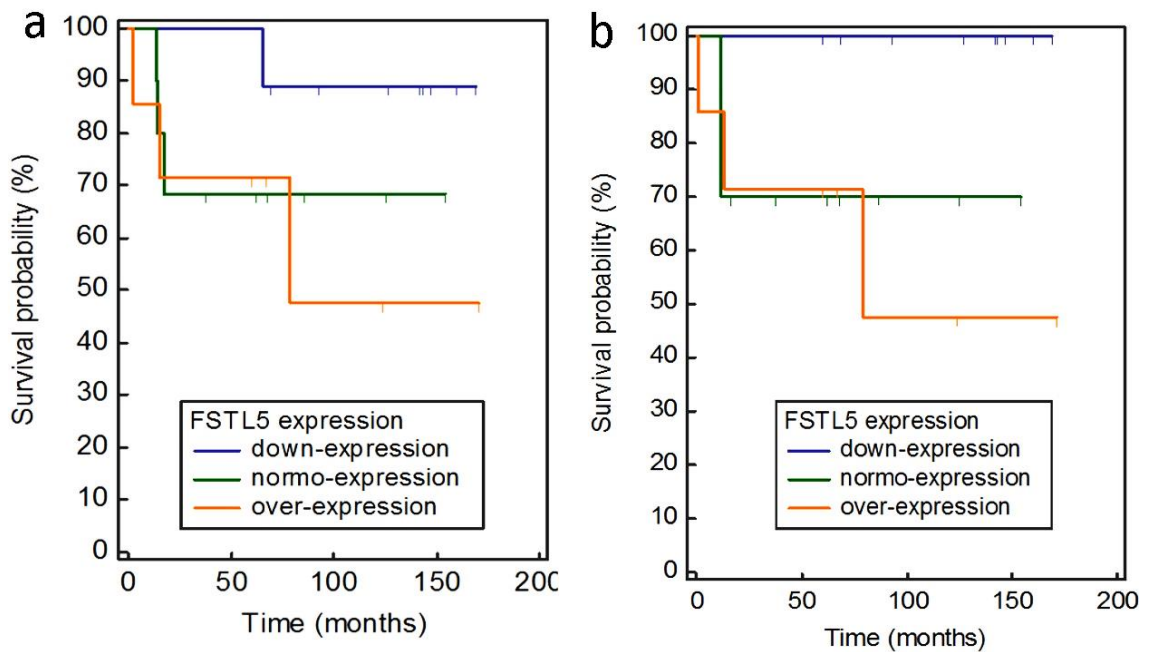 a
100
90
80
70
60
50
40
30
20
10
0
Survival probability (%)
FSTL5 expression
down-expression
normo-expression
over-expression
0 50 100 150 200
Time (months)
b
100
90
80
70
60
50
40
30
20
10
0
Survival probability (%)
FSTL5 expression
down-expression
normo-expression
over-expression
0 50 100 150 200
Time (months)